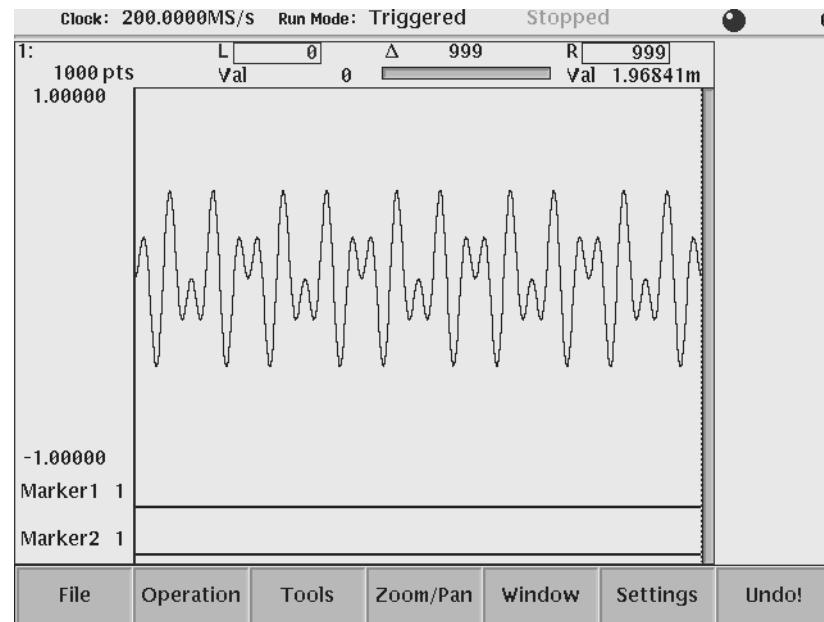 Clock: 200.0000MS/s Run Mode: Triggered Stopped
1: L 0 Δ 999 R 999
1000 pts Val 0 Val 1.96841m
1.00000
-1.00000
Marker1 1
Marker2 1
File Operation Tools Zoom/Pan Window Settings Undo!